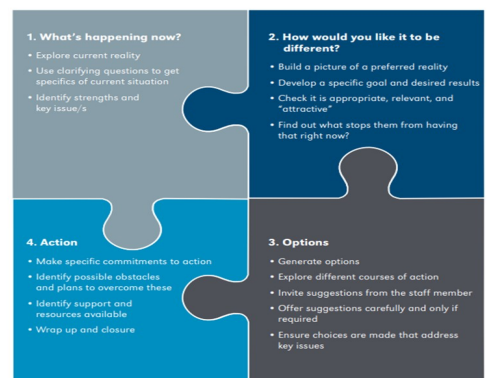 1. What's happening now?
• Explore current reality
• Use clarifying questions to get
specifics of current situation
• Identify strengths and
key issue/s
2. How would you like it to be
different?
• Build a picture of a preferred reality
• Develop a specific goal and desired results
• Check it is appropriate, relevant, and
"attractive"
• Find out what stops them from having
that right now?
3. Options
• Generate options
• Explore different courses of action
• Invite suggestions from the staff member
• Offer suggestions carefully and only if
required
• Ensure choices are made that address
key issues
4. Action
• Make specific commitments to action
• Identify possible obstacles
and plans to overcome these
• Identify support and
resources available
• Wrap up and closure